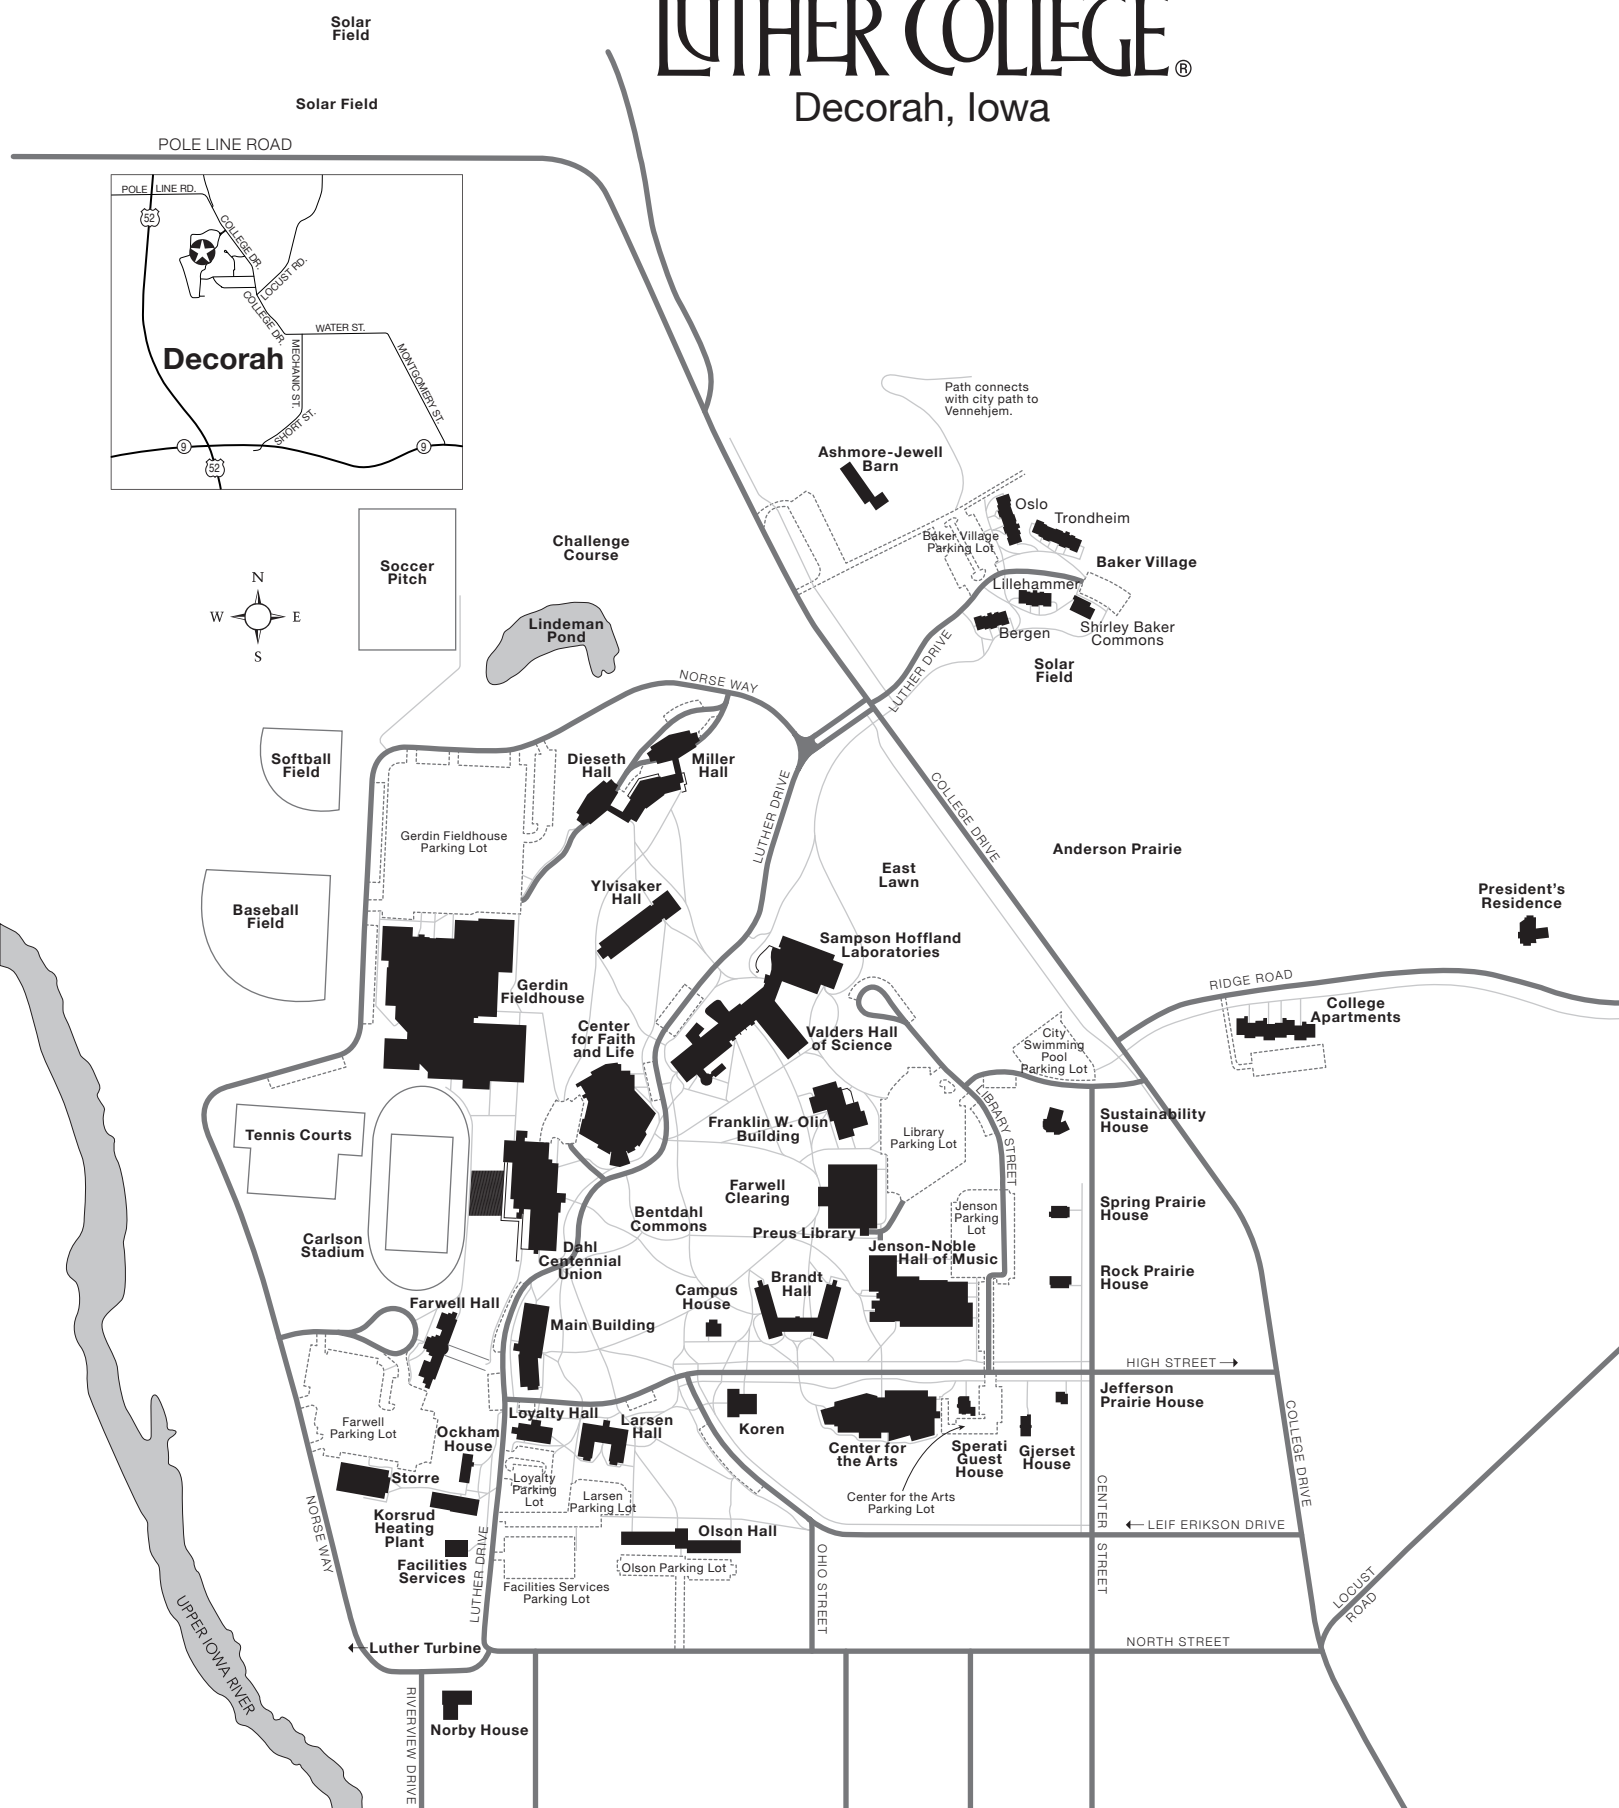 LUTHER COLLEGE®
Decorah, Iowa
Solar
Field
Solar Field
POLE LINE ROAD
POLE LINE RD.
52
COLLEGE DR.
LOCUST RD.
COLLEGE DR.
WATER ST.
MECHANIC ST.
MONTGOMERY ST.
Decorah
SHORT ST.
9
9
52
Path connects
with city path to
Vennehjem.
Ashmore-Jewell
Barn
Oslo
Trondheim
Baker Village
Parking Lot
Baker Village
Lillehammer
Bergen
Shirley Baker
Commons
Solar
Field
Soccer
Pitch
Challenge
Course
Lindeman
Pond
N
W
E
S
LUTHER DRIVE
NORSE WAY
Softball
Field
Dieseth
Hall
Miller
Hall
LUTHER DRIVE
COLLEGE DRIVE
Gerdin Fieldhouse
Parking Lot
Anderson Prairie
East
Lawn
President's
Residence
Ylvisaker
Hall
Baseball
Field
Sampson Hoffland
Laboratories
RIDGE ROAD
College
Apartments
Gerdin
Fieldhouse
Center
for Faith
and Life
Valders Hall
of Science
City
Swimming
Pool
Parking Lot
LIBRARY STREET
Sustainability
House
Franklin W. Olin
Building
Library
Parking Lot
Tennis Courts
Farwell
Clearing
Spring Prairie
House
Jenson
Parking
Lot
Bentdahl
Commons
Preus Library
Carlson
Stadium
Dahl
Centennial
Union
Jenson-Noble
Hall of Music
Rock Prairie
House
Brandt
Hall
Campus
House
Farwell Hall
Main Building
HIGH STREET
Jefferson
Prairie House
Loyalty Hall
Larsen
Hall
Koren
Farwell
Parking Lot
Ockham
House
Center for
the Arts
Sperati
Guest
House
Gjerset
House
COLLEGE DRIVE
Storre
Loyalty
Parking
Lot
Larsen
Parking Lot
Center for the Arts
Parking Lot
Korsrud
Heating
Plant
NORSE WAY
CENTER STREET
LEIF ERIKSON DRIVE
Olson Hall
Facilities
Services
LUTHER DRIVE
Olson Parking Lot
OHIO STREET
Facilities Services
Parking Lot
LOCUST
ROAD
UPPER IOWA RIVER
Luther Turbine
NORTH STREET
RIVERVIEW DRIVE
Norby House